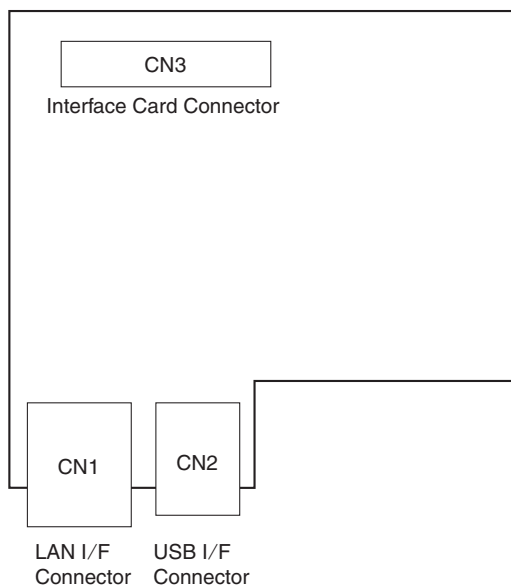 CN3
Interface Card Connector
CN1
CN2
LAN I/F
Connector
USB I/F
Connector